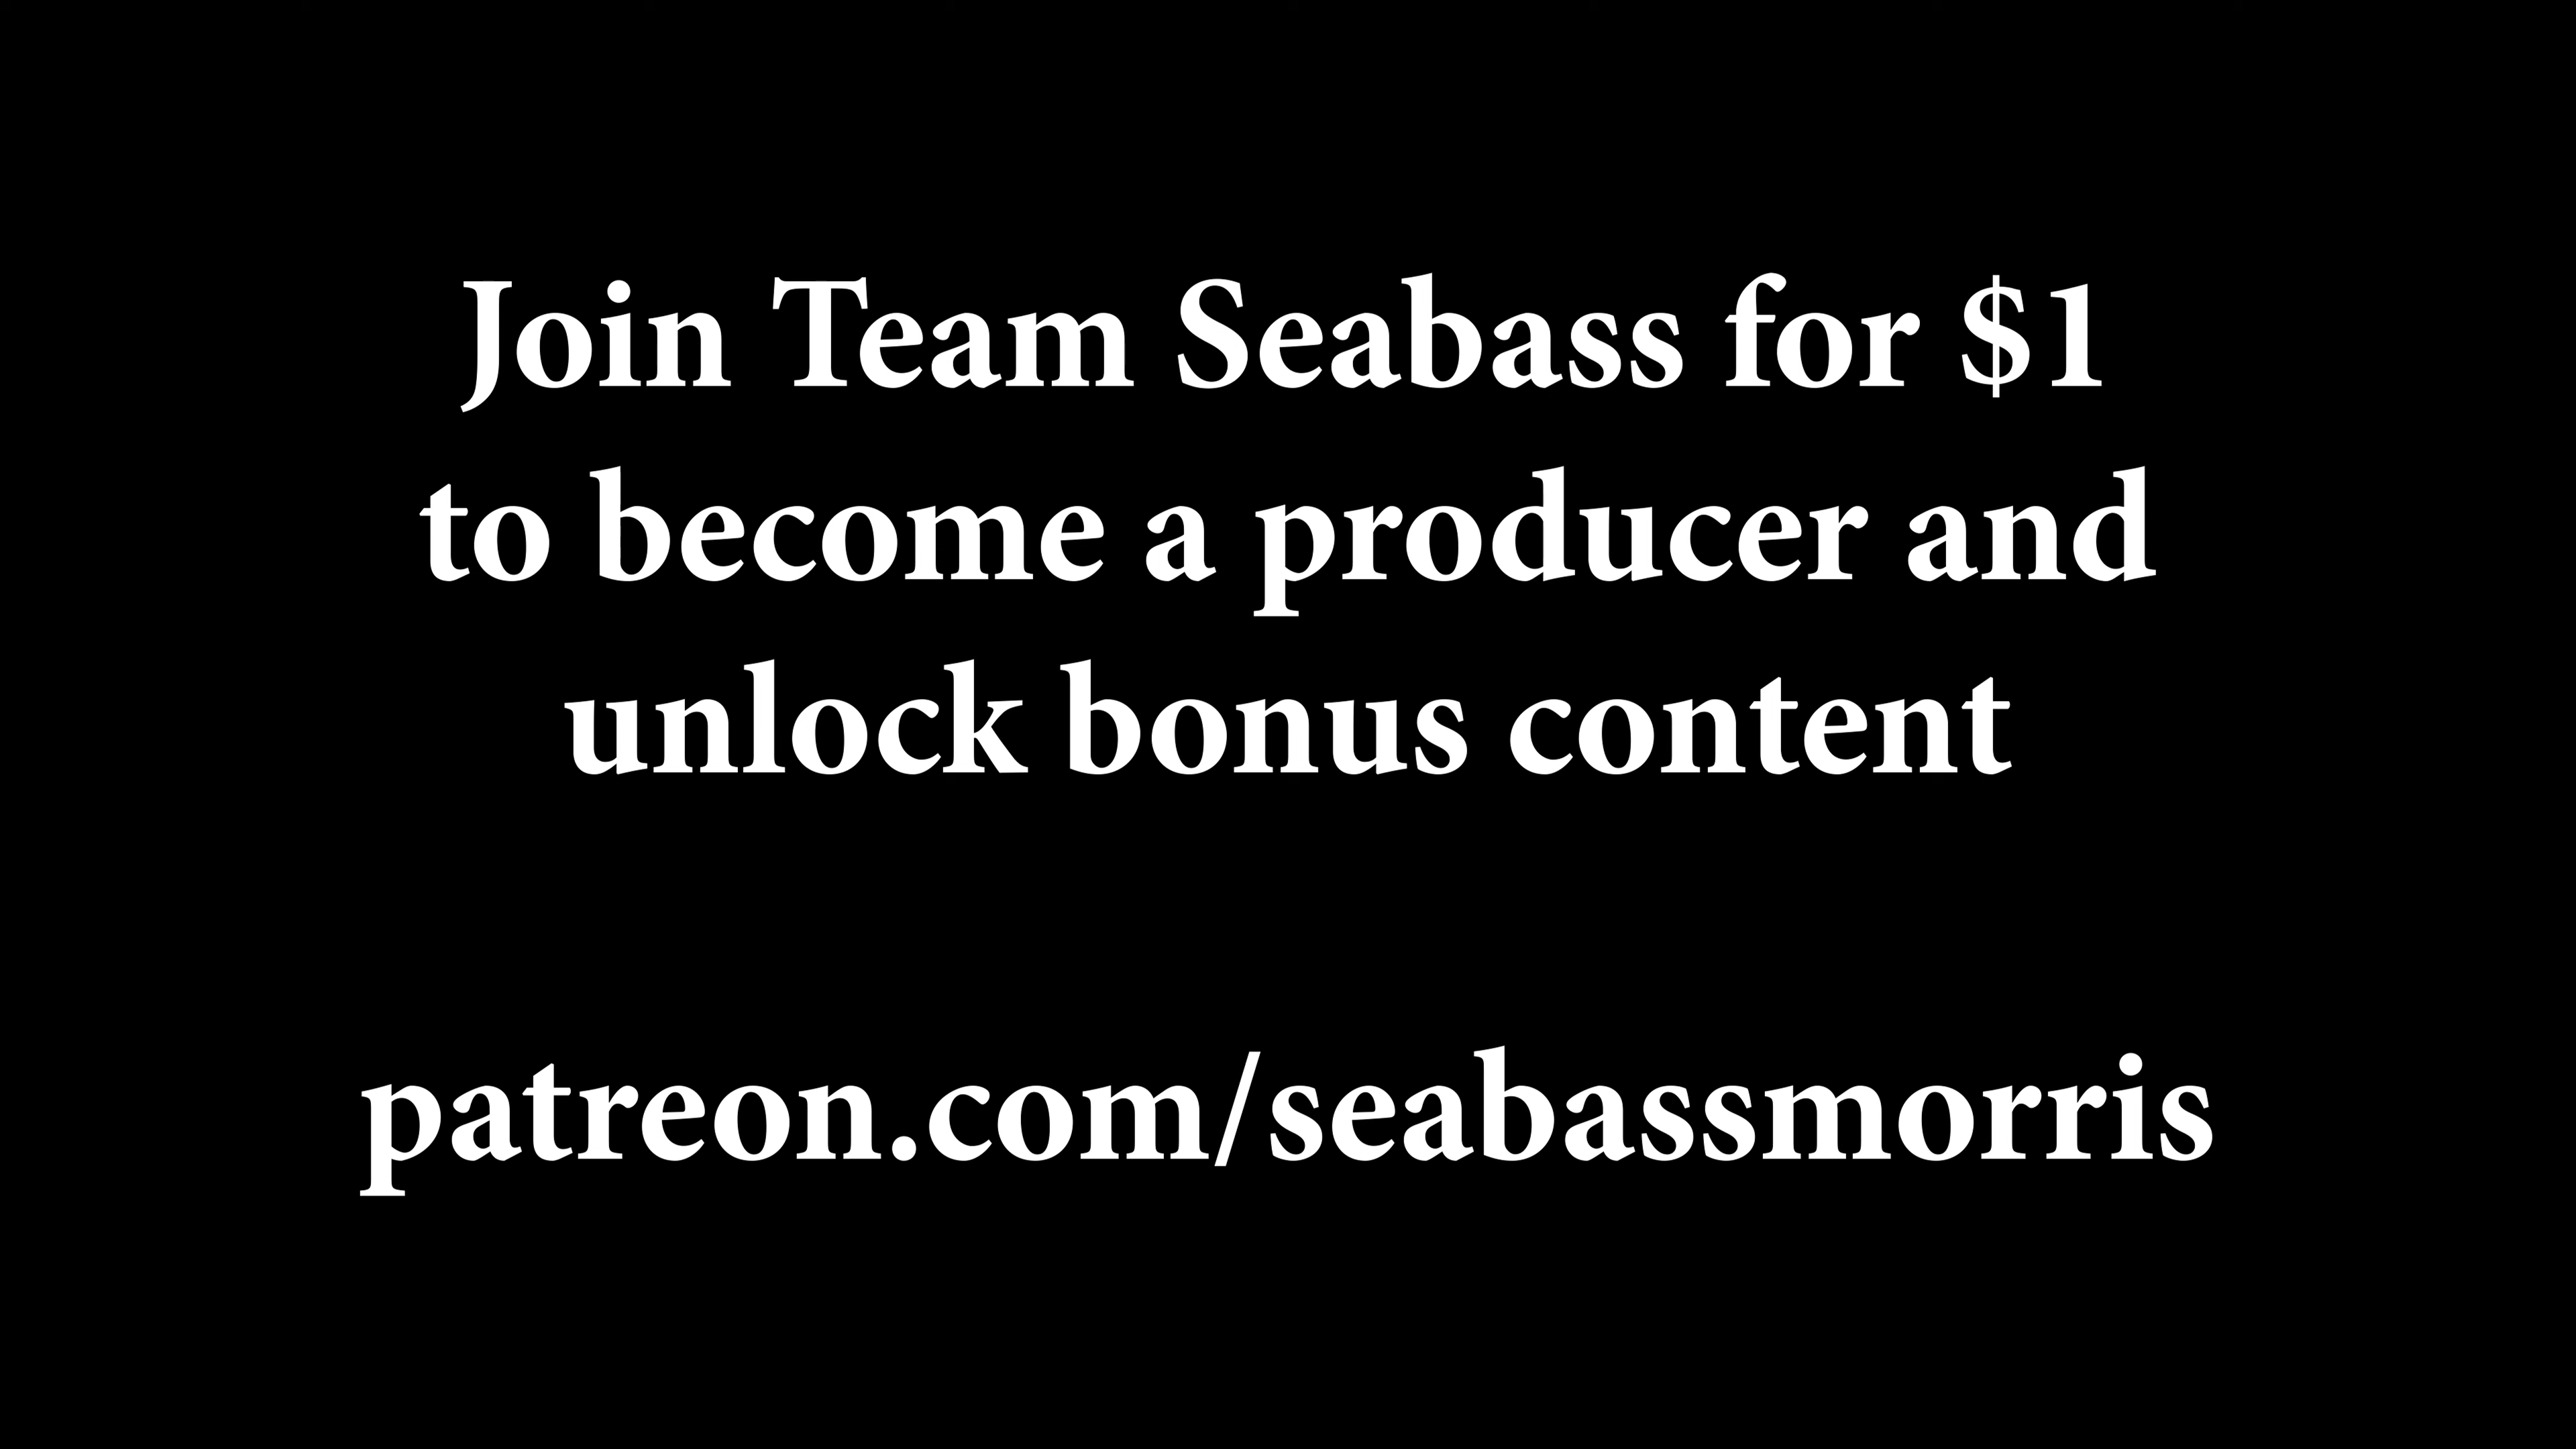 Join Team Seabass for $1
to become a producer and
unlock bonus content
patreon.com/seabassmorris